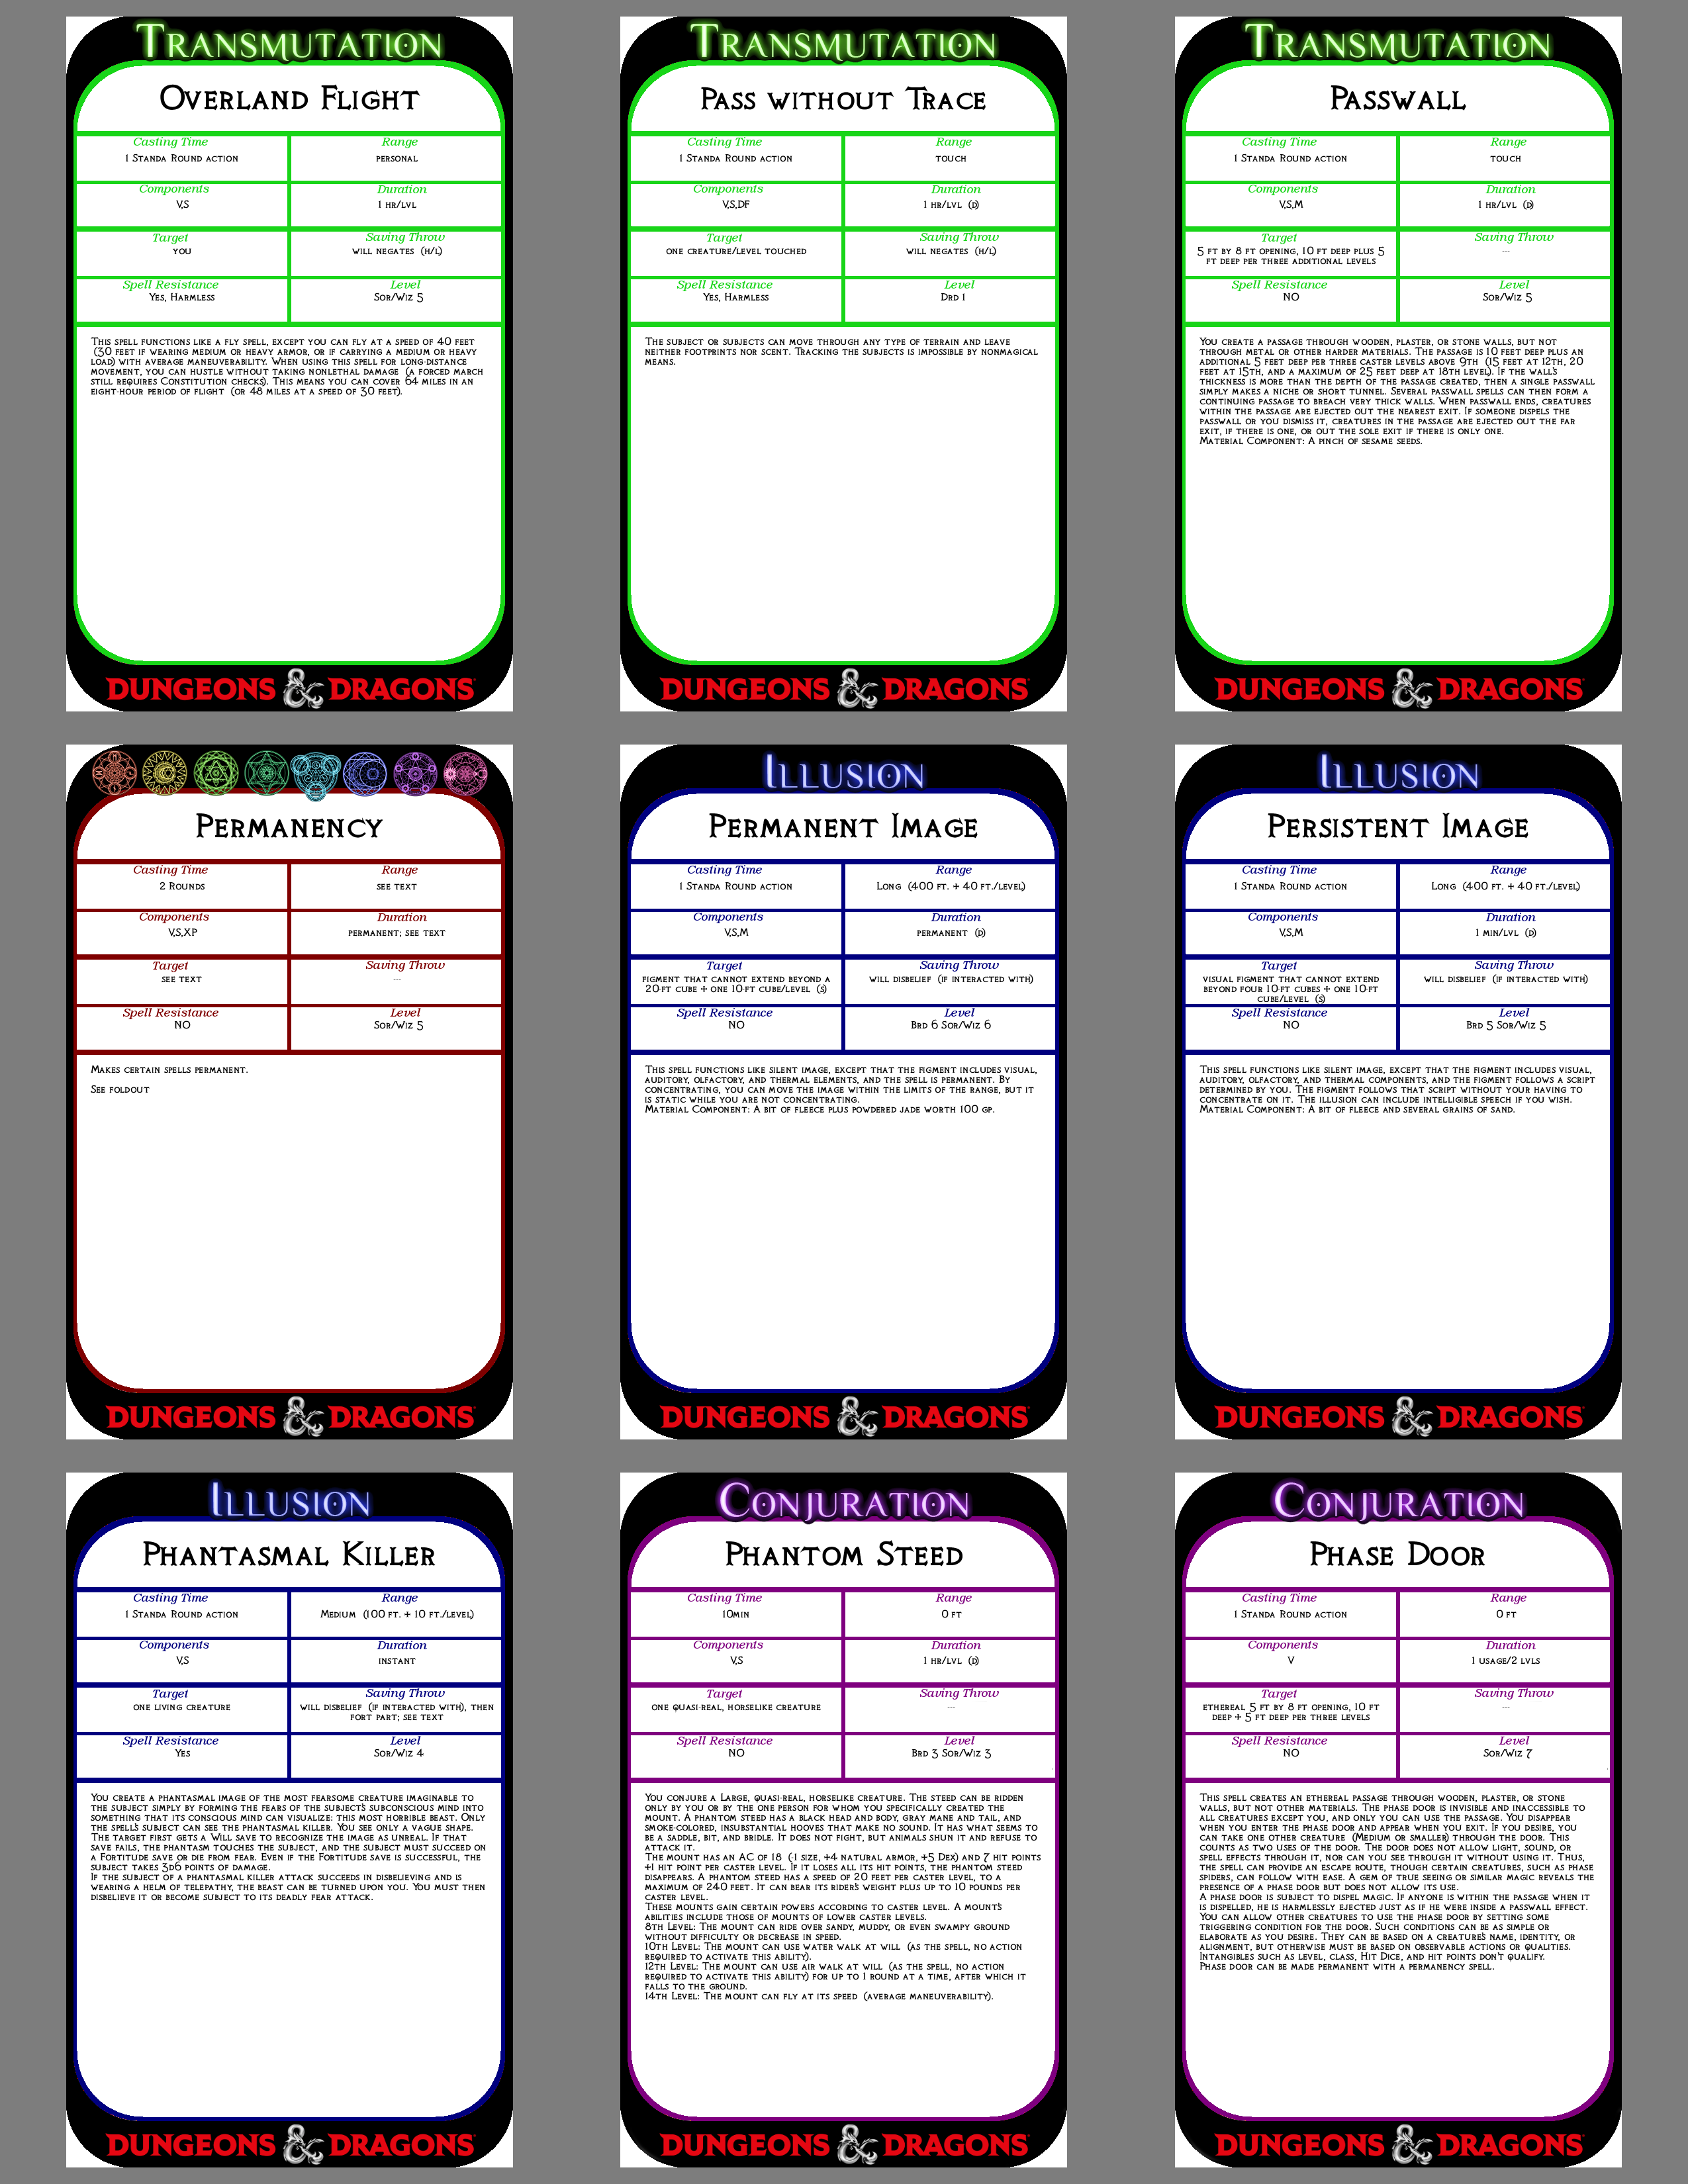 Transmutation
Overland Flight
Casting Time
Range
1 Standa Round action
personal
Components
Duration
V,S
1 hr/lvl
Target
Saving Throw
you
will negates (h/l)
Spell Resistance
Level
Yes, Harmless
Sor/Wiz 5
This spell functions like a fly spell, except you can fly at a speed of 40 feet
(30 feet if wearing medium or heavy armor, or if carrying a medium or heavy
load) with average maneuverability. When using this spell for long-distance
movement, you can hustle without taking nonlethal damage (a forced march
still requires Constitution checks). This means you can cover 64 miles in an
eight-hour period of flight (or 48 miles at a speed of 30 feet).
DUNGEONS & DRAGONS
Transmutation
Pass without Trace
Casting Time
Range
1 Standa Round action
touch
Components
Duration
V,S,DF
1 hr/lvl (d)
Target
Saving Throw
one creature/level touched
will negates (h/l)
Spell Resistance
Level
Yes, Harmless
Drd 1
The subject or subjects can move through any type of terrain and leave
neither footprints nor scent. Tracking the subjects is impossible by nonmagical
means.
DUNGEONS & DRAGONS
Transmutation
Passwall
Casting Time
Range
1 Standa Round action
touch
Components
Duration
V,S,M
1 hr/lvl (d)
Target
Saving Throw
5 ft by 8 ft opening, 10 ft deep plus 5
ft deep per three additional levels
---
Spell Resistance
Level
NO
Sor/Wiz 5
You create a passage through wooden, plaster, or stone walls, but not
through metal or other harder materials. The passage is 10 feet deep plus an
additional 5 feet deep per three caster levels above 9th (15 feet at 12th, 20
feet at 15th, and a maximum of 25 feet deep at 18th level). If the wall's
thickness is more than the depth of the passage created, then a single passwall
simply makes a niche or short tunnel. Several passwall spells can then form a
continuing passage to breach very thick walls. When passwall ends, creatures
within the passage are ejected out the nearest exit. If someone dispels the
passwall or you dismiss it, creatures in the passage are ejected out the far
exit, if there is one, or out the sole exit if there is only one.
Material Component: A pinch of sesame seeds.
DUNGEONS & DRAGONS
Permanency
Casting Time
Range
2 Rounds
see text
Components
Duration
V,S,XP
permanent; see text
Target
Saving Throw
see text
---
Spell Resistance
Level
NO
Sor/Wiz 5
Makes certain spells permanent.
See foldout
DUNGEONS & DRAGONS
Illusion
Permanent Image
Casting Time
Range
1 Standa Round action
Long (400 ft. + 40 ft./level)
Components
Duration
V,S,M
permanent (d)
Target
Saving Throw
figment that cannot extend beyond a
20-ft cube + one 10-ft cube/level (s)
will disbelief (if interacted with)
Spell Resistance
Level
NO
Brd 6 Sor/Wiz 6
This spell functions like silent image, except that the figment includes visual,
auditory, olfactory, and thermal elements, and the spell is permanent. By
concentrating, you can move the image within the limits of the range, but it
is static while you are not concentrating.
Material Component: A bit of fleece plus powdered jade worth 100 gp.
DUNGEONS & DRAGONS
Illusion
Persistent Image
Casting Time
Range
1 Standa Round action
Long (400 ft. + 40 ft./level)
Components
Duration
V,S,M
1 min/lvl (d)
Target
Saving Throw
visual figment that cannot extend
beyond four 10-ft cubes + one 10-ft
cube/level (s)
will disbelief (if interacted with)
Spell Resistance
Level
NO
Brd 5 Sor/Wiz 5
This spell functions like silent image, except that the figment includes visual,
auditory, olfactory, and thermal components, and the figment follows a script
determined by you. The figment follows that script without your having to
concentrate on it. The illusion can include intelligible speech if you wish.
Material Component: A bit of fleece and several grains of sand.
DUNGEONS & DRAGONS
Illusion
Phantasmal Killer
Casting Time
Range
1 Standa Round action
Medium (100 ft. + 10 ft./level)
Components
Duration
V,S
instant
Target
Saving Throw
one living creature
will disbelief (if interacted with), then
fort part; see text
Spell Resistance
Level
Yes
Sor/Wiz 4
You create a phantasmal image of the most fearsome creature imaginable to
the subject simply by forming the fears of the subject's subconscious mind into
something that its conscious mind can visualize: this most horrible beast. Only
the spell's subject can see the phantasmal killer. You see only a vague shape.
The target first gets a Will save to recognize the image as unreal. If that
save fails, the phantasm touches the subject, and the subject must succeed on
a Fortitude save or die from fear. Even if the Fortitude save is successful, the
subject takes 3d6 points of damage.
If the subject of a phantasmal killer attack succeeds in disbelieving and is
wearing a helm of telepathy, the beast can be turned upon you. You must then
disbelieve it or become subject to its deadly fear attack.
DUNGEONS & DRAGONS
Conjuration
Phantom Steed
Casting Time
Range
10min
0 ft
Components
Duration
V,S
1 hr/lvl (d)
Target
Saving Throw
one quasi-real, horselike creature
---
Spell Resistance
Level
NO
Brd 3 Sor/Wiz 3
You conjure a Large, quasi-real, horselike creature. The steed can be ridden
only by you or by the one person for whom you specifically created the
mount. A phantom steed has a black head and body, gray mane and tail, and
smoke-colored, insubstantial hooves that make no sound. It has what seems to
be a saddle, bit, and bridle. It does not fight, but animals shun it and refuse to
attack it.
The mount has an AC of 18 (-1 size, +4 natural armor, +5 Dex) and 7 hit points
+1 hit point per caster level. If it loses all its hit points, the phantom steed
disappears. A phantom steed has a speed of 20 feet per caster level, to a
maximum of 240 feet. It can bear its rider's weight plus up to 10 pounds per
caster level.
These mounts gain certain powers according to caster level. A mount's
abilities include those of mounts of lower caster levels.
8th Level: The mount can ride over sandy, muddy, or even swampy ground
without difficulty or decrease in speed.
10th Level: The mount can use water walk at will (as the spell, no action
required to activate this ability).
12th Level: The mount can use air walk at will (as the spell, no action
required to activate this ability) for up to 1 round at a time, after which it
falls to the ground.
14th Level: The mount can fly at its speed (average maneuverability).
DUNGEONS & DRAGONS
Conjuration
Phase Door
Casting Time
Range
1 Standa Round action
0 ft
Components
Duration
V
1 usage/2 lvls
Target
Saving Throw
ethereal 5 ft by 8 ft opening, 10 ft
deep + 5 ft deep per three levels
---
Spell Resistance
Level
NO
Sor/Wiz 7
This spell creates an ethereal passage through wooden, plaster, or stone
walls, but not other materials. The phase door is invisible and inaccessible to
all creatures except you, and only you can use the passage. You disappear
when you enter the phase door and appear when you exit. If you desire, you
can take one other creature (Medium or smaller) through the door. This
counts as two uses of the door. The door does not allow light, sound, or
spell effects through it, nor can you see through it without using it. Thus,
the spell can provide an escape route, though certain creatures, such as phase
spiders, can follow with ease. A gem of true seeing or similar magic reveals the
presence of a phase door but does not allow its use.
A phase door is subject to dispel magic. If anyone is within the passage when it
is dispelled, he is harmlessly ejected just as if he were inside a passwall effect.
You can allow other creatures to use the phase door by setting some
triggering condition for the door. Such conditions can be as simple or
elaborate as you desire. They can be based on a creature's name, identity, or
alignment, but otherwise must be based on observable actions or qualities.
Intangibles such as level, class, Hit Dice, and hit points don't qualify.
Phase door can be made permanent with a permanency spell.
DUNGEONS & DRAGONS